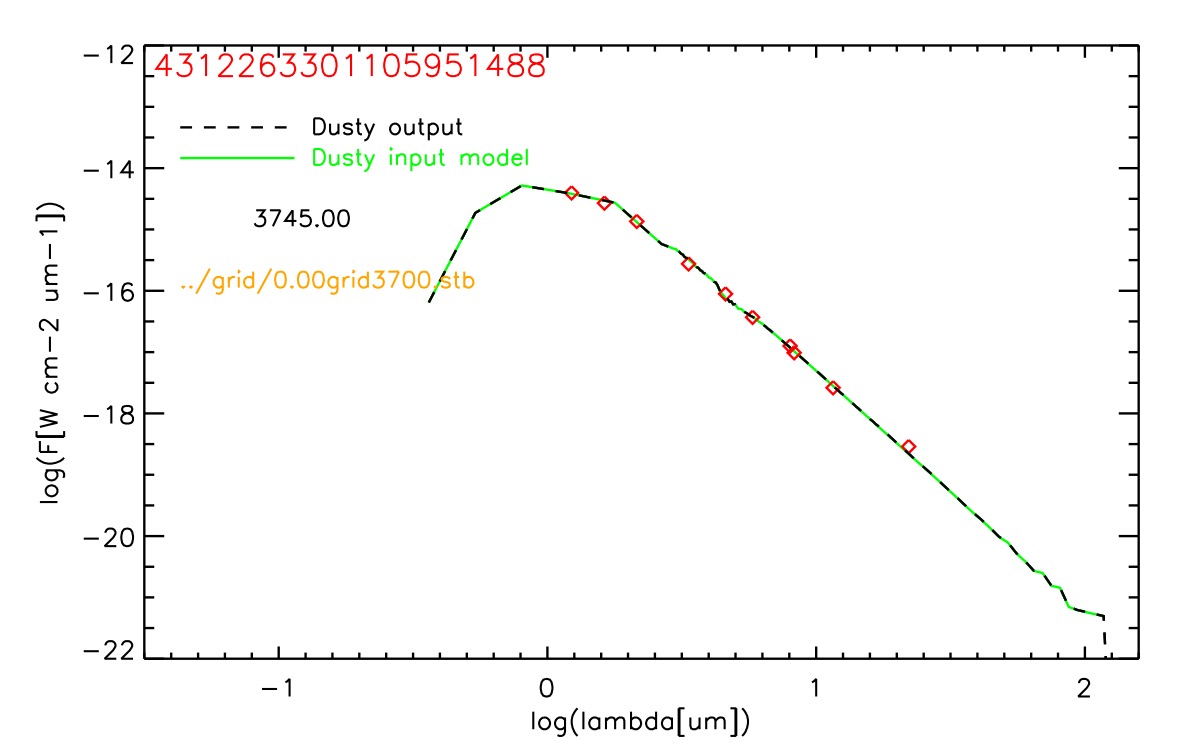 4312263301105951488
Dusty output
Dusty input model
3745.00
../grid/0.00grid3700.stb
log(F[W cm-2 um-1])
-12
-14
-16
-18
-20
-22
-1 0 1 2
log(lambda[um])